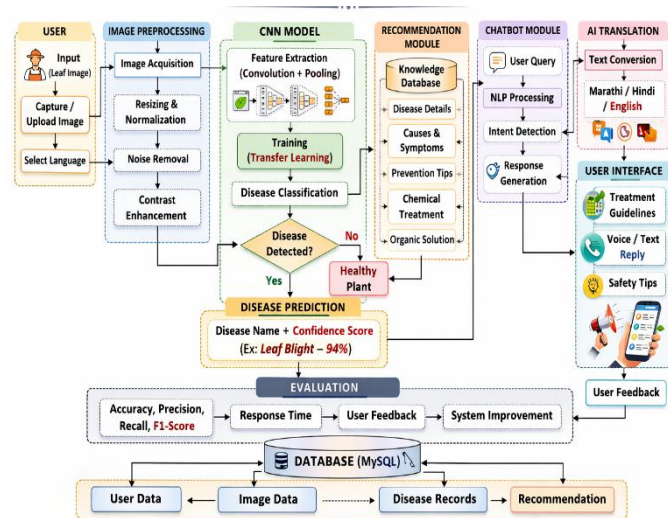 USER
Input
(Leaf Image)
Capture /
Upload Image
Select Language
IMAGE PREPROCESSING
Image Acquisition
Resizing &
Normalization
Noise Removal
Contrast
Enhancement
CNN MODEL
Feature Extraction
(Convolution + Pooling)
Training
(Transfer Learning)
Disease Classification
Disease
Detected?
No
Yes
Healthy
Plant
RECOMMENDATION
MODULE
Knowledge
Database
Disease Details
Causes &
Symptoms
Prevention Tips
Chemical
Treatment
Organic Solution
CHATBOT MODULE
User Query
NLP Processing
Intent Detection
Response
Generation
AI TRANSLATION
Text Conversion
Marathi / Hindi
/ English
USER INTERFACE
Treatment
Guidelines
Voice / Text
Reply
Safety Tips
User Feedback
DISEASE PREDICTION
Disease Name + Confidence Score
(Ex: Leaf Blight – 94%)
EVALUATION
Accuracy, Precision,
Recall, F1-Score
Response Time
User Feedback
System Improvement
DATABASE (MySQL)
User Data
Image Data
Disease Records
Recommendation